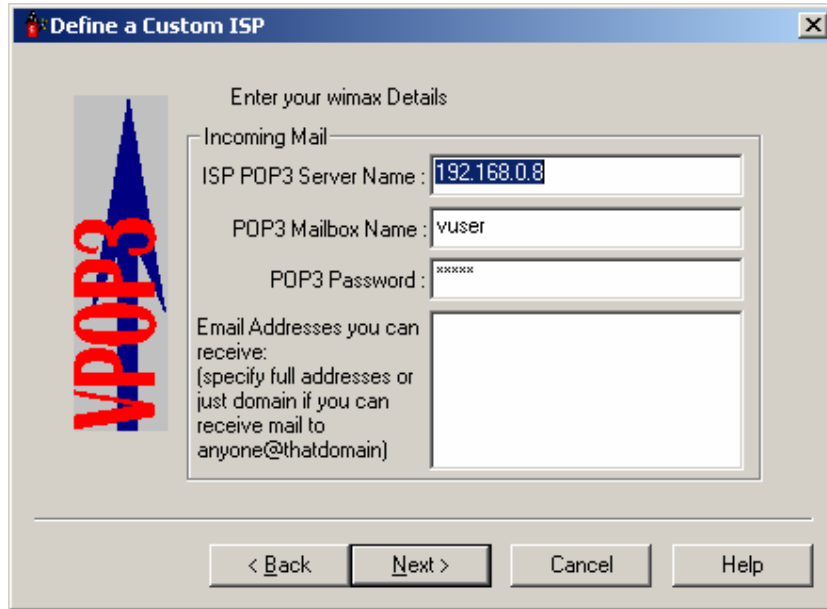 Define a Custom ISP
Enter your wimax Details
Incoming Mail
ISP POP3 Server Name : 192.168.0.8
POP3 Mailbox Name : vuser
POP3 Password : xxxxx
Email Addresses you can
receive:
(specify full addresses or
just domain if you can
receive mail to
anyone@thatdomain)
VPOP3
< Back
Next >
Cancel
Help